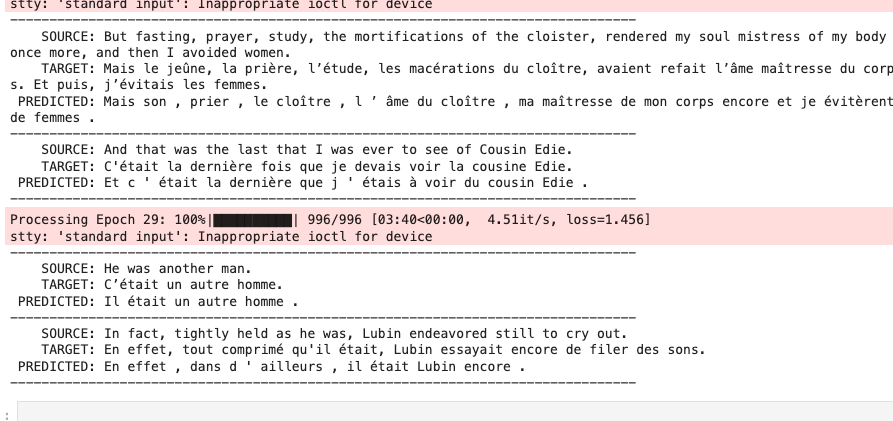 stty: 'standard input': Inappropriate ioctl for device
--------------------------------------------------------------------------------
SOURCE: But fasting, prayer, study, the mortifications of the cloister, rendered my soul mistress of my body
once more, and then I avoided women.
TARGET: Mais le jeûne, la prière, l’étude, les macérations du cloître, avaient refait l’âme maîtresse du corp
s. Et puis, j’évitais les femmes.
PREDICTED: Mais son , prier , le cloître , l ’ âme du cloître , ma maîtresse de mon corps encore et je évitèrent
de femmes .
--------------------------------------------------------------------------------
SOURCE: And that was the last that I was ever to see of Cousin Edie.
TARGET: C'était la dernière fois que je devais voir la cousine Edie.
PREDICTED: Et c ' était la dernière que j ' étais à voir du cousin Edie .
--------------------------------------------------------------------------------
Processing Epoch 29: 100%|██████████| 996/996 [03:40<00:00,  4.51it/s, loss=1.456]
stty: 'standard input': Inappropriate ioctl for device
--------------------------------------------------------------------------------
SOURCE: He was another man.
TARGET: C’était un autre homme.
PREDICTED: Il était un autre homme .
--------------------------------------------------------------------------------
SOURCE: In fact, tightly held as he was, Lubin endeavored still to cry out.
TARGET: En effet, tout comprimé qu'il était, Lubin essayait encore de filer des sons.
PREDICTED: En effet , dans d ' ailleurs , il était Lubin encore .
--------------------------------------------------------------------------------
: